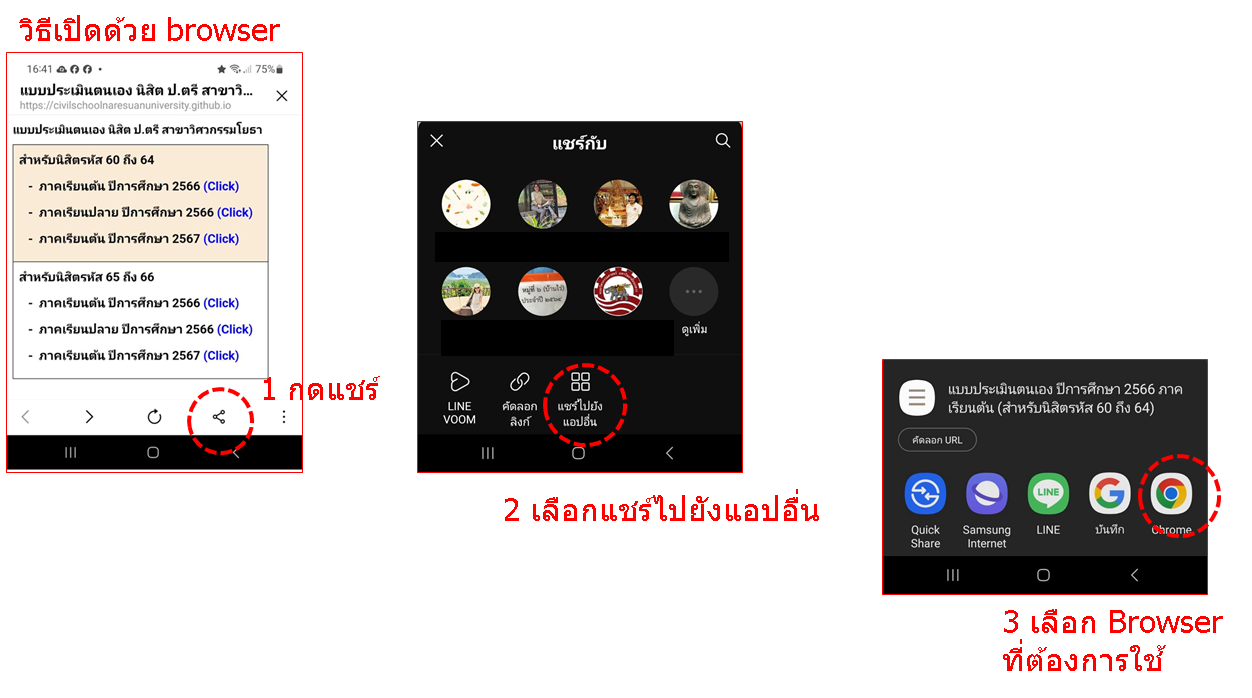 วิธีเปิดด้วย browser
16:41
75%
แบบประเมินตนเอง นิสิต ป.ตรี สาขาวิ...
https://civilschoolnaresuanuniversity.github.io
แบบประเมินตนเอง นิสิต ป.ตรี สาขาวิศวกรรมโยธา
สำหรับนิสิตรหัส 60 ถึง 64
- ภาคเรียนต้น ปีการศึกษา 2566 (Click)
- ภาคเรียนปลาย ปีการศึกษา 2566 (Click)
- ภาคเรียนต้น ปีการศึกษา 2567 (Click)
สำหรับนิสิตรหัส 65 ถึง 66
- ภาคเรียนต้น ปีการศึกษา 2566 (Click)
- ภาคเรียนปลาย ปีการศึกษา 2566 (Click)
- ภาคเรียนต้น ปีการศึกษา 2567 (Click)
1 กดแชร์
แชร์กับ
หมู่ที่ ๖ (บ้านไร่)
ประจำปี ๒๕๖๔
ดูเพิ่ม
LINE
VOOM
คัดลอก
ลิงก์
แชร์ไปยัง
แอปอื่น
2 เลือกแชร์ไปยังแอปอื่น
แบบประเมินตนเอง ปีการศึกษา 2566 ภาค
เรียนต้น (สำหรับนิสิตรหัส 60 ถึง 64)
คัดลอก URL
LINE
Quick
Share
Samsung
Internet
LINE
บันทึก
Chrome
3 เลือก Browser
ที่ต้องการใช้